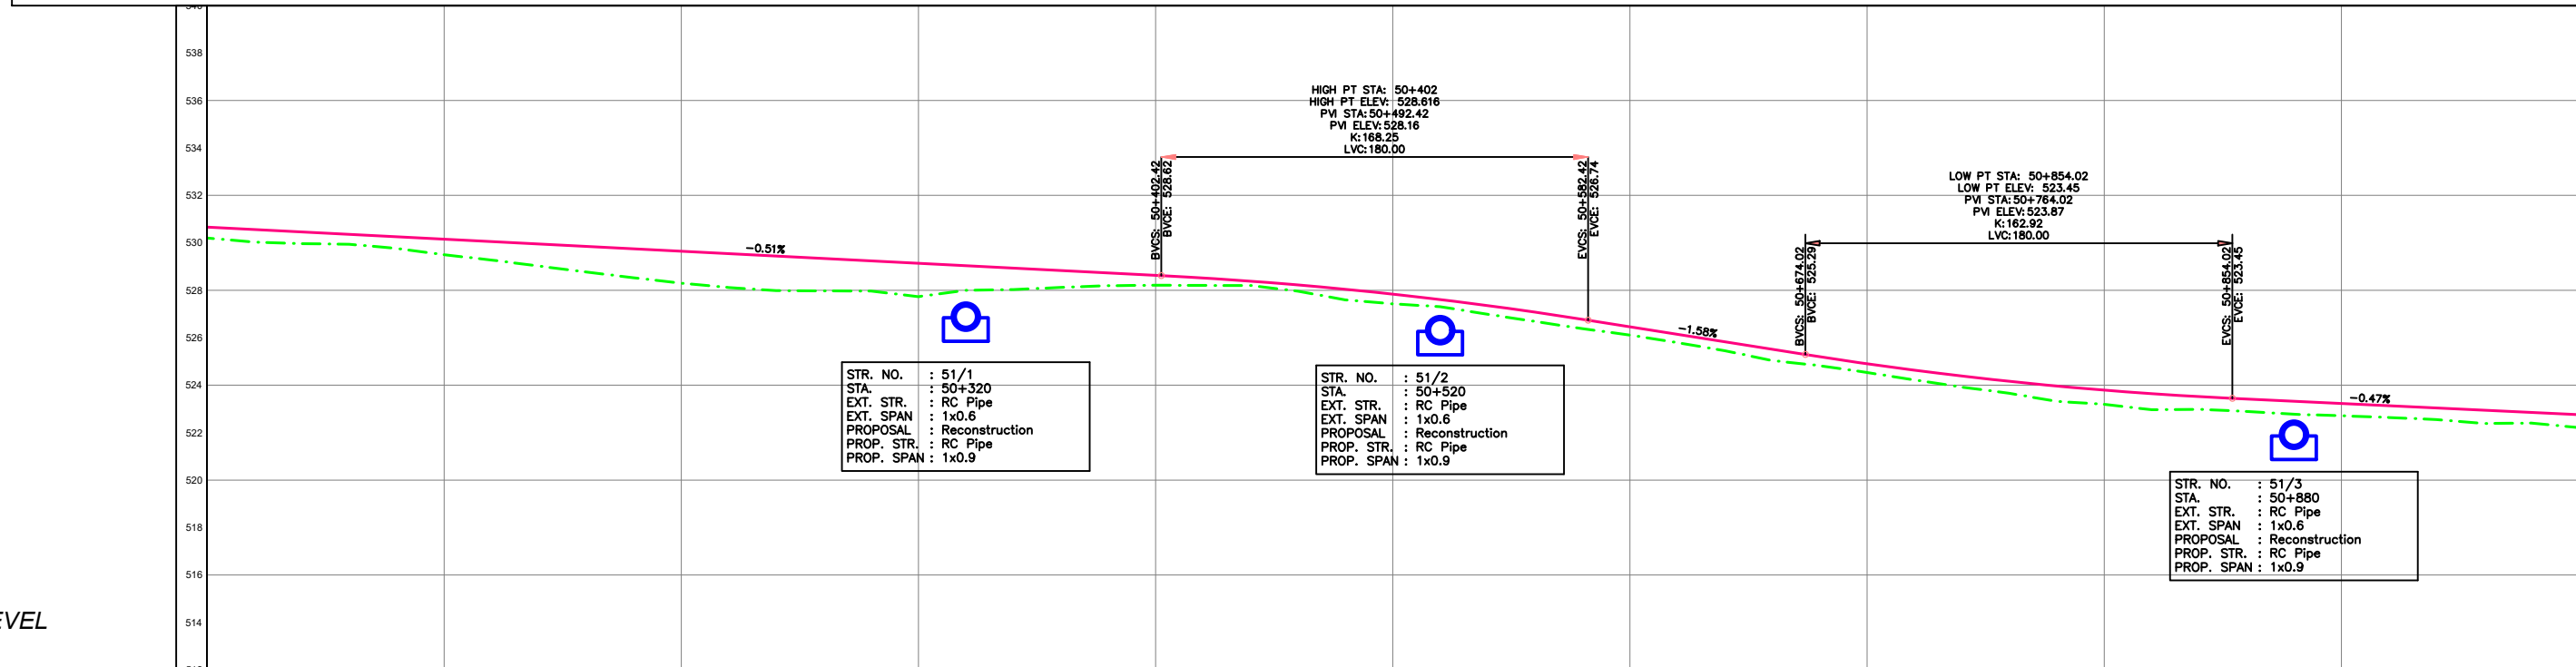 538
536
534
532
530
528
526
524
522
520
518
516
514
HIGH PT STA: 50+402
HIGH PT ELEV: 528.616
PVI STA:50+492.42
PVI ELEV:528.16
K:168.25
LVC:180.00
BVCS: 50+402.42
BVCE: 528.62
EVCS: 50+582.42
EVCE: 526.74
LOW PT STA: 50+854.02
LOW PT ELEV: 523.45
PVI STA:50+764.02
PVI ELEV:523.87
K:162.92
LVC:180.00
BVCS: 50+674.02
BVCE: 525.29
EVCS: 50+854.02
EVCE: 523.45
-0.51%
-1.58%
-0.47%
STR. NO. : 51/1
STA. : 50+320
EXT. STR. : RC Pipe
EXT. SPAN : 1x0.6
PROPOSAL : Reconstruction
PROP. STR. : RC Pipe
PROP. SPAN : 1x0.9
STR. NO. : 51/2
STA. : 50+520
EXT. STR. : RC Pipe
EXT. SPAN : 1x0.6
PROPOSAL : Reconstruction
PROP. STR. : RC Pipe
PROP. SPAN : 1x0.9
STR. NO. : 51/3
STA. : 50+880
EXT. STR. : RC Pipe
EXT. SPAN : 1x0.6
PROPOSAL : Reconstruction
PROP. STR. : RC Pipe
PROP. SPAN : 1x0.9
EVEL